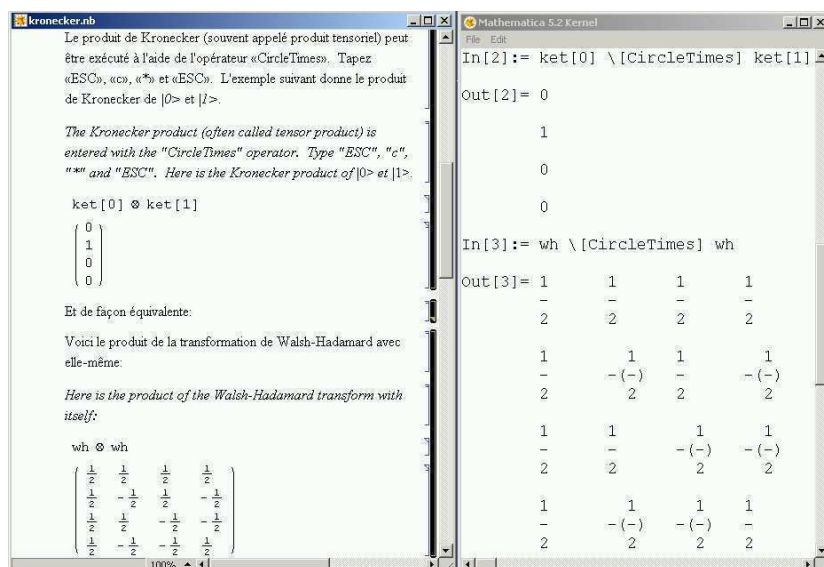 kronecker.nb
Le produit de Kronecker (souvent appelé produit tensoriel) peut
être exécuté à l'aide de l'opérateur «CircleTimes». Tapez
«ESC», «c», «*» et «ESC». L'exemple suivant donne le produit
de Kronecker de |0> et |1>.
The Kronecker product (often called tensor product) is
entered with the "CircleTimes" operator. Type "ESC", "c",
"*" and "ESC". Here is the Kronecker product of |0> et |1>.
ket[0] ⊗ ket[1]
0
1
0
0
Et de façon équivalente:
Voici le produit de la transformation de Walsh-Hadamard avec
elle-même:
Here is the product of the Walsh-Hadamard transform with
itself:
wh ⊗ wh
1/2 1/2 1/2 1/2
1/2 -1/2 1/2 -1/2
1/2 1/2 -1/2 -1/2
1/2 -1/2 -1/2 1/2
100%
Mathematica 5.2 Kernel
File Edit
In[2]:= ket[0] \[CircleTimes] ket[1]
Out[2]= 0
1
0
0
In[3]:= wh \[CircleTimes] wh
Out[3]= 1 1 1 1
- - - -
2 2 2 2
1 1 1 1
- -(-) - -(-)
2 2 2 2
1 1 1 1
- - -(-) -(-)
2 2 2 2
1 1 1 1
- -(-) -(-) -
2 2 2 2